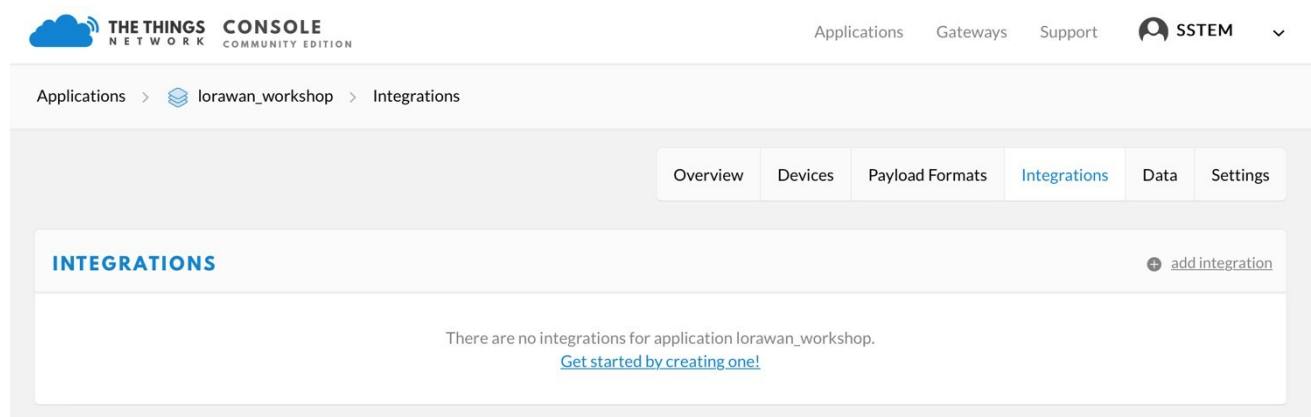 THE THINGS NETWORK
CONSOLE COMMUNITY EDITION
Applications Gateways Support SSTEM
Applications > lorawan_workshop > Integrations
Overview Devices Payload Formats Integrations Data Settings
INTEGRATIONS
add integration
There are no integrations for application lorawan_workshop.
Get started by creating one!